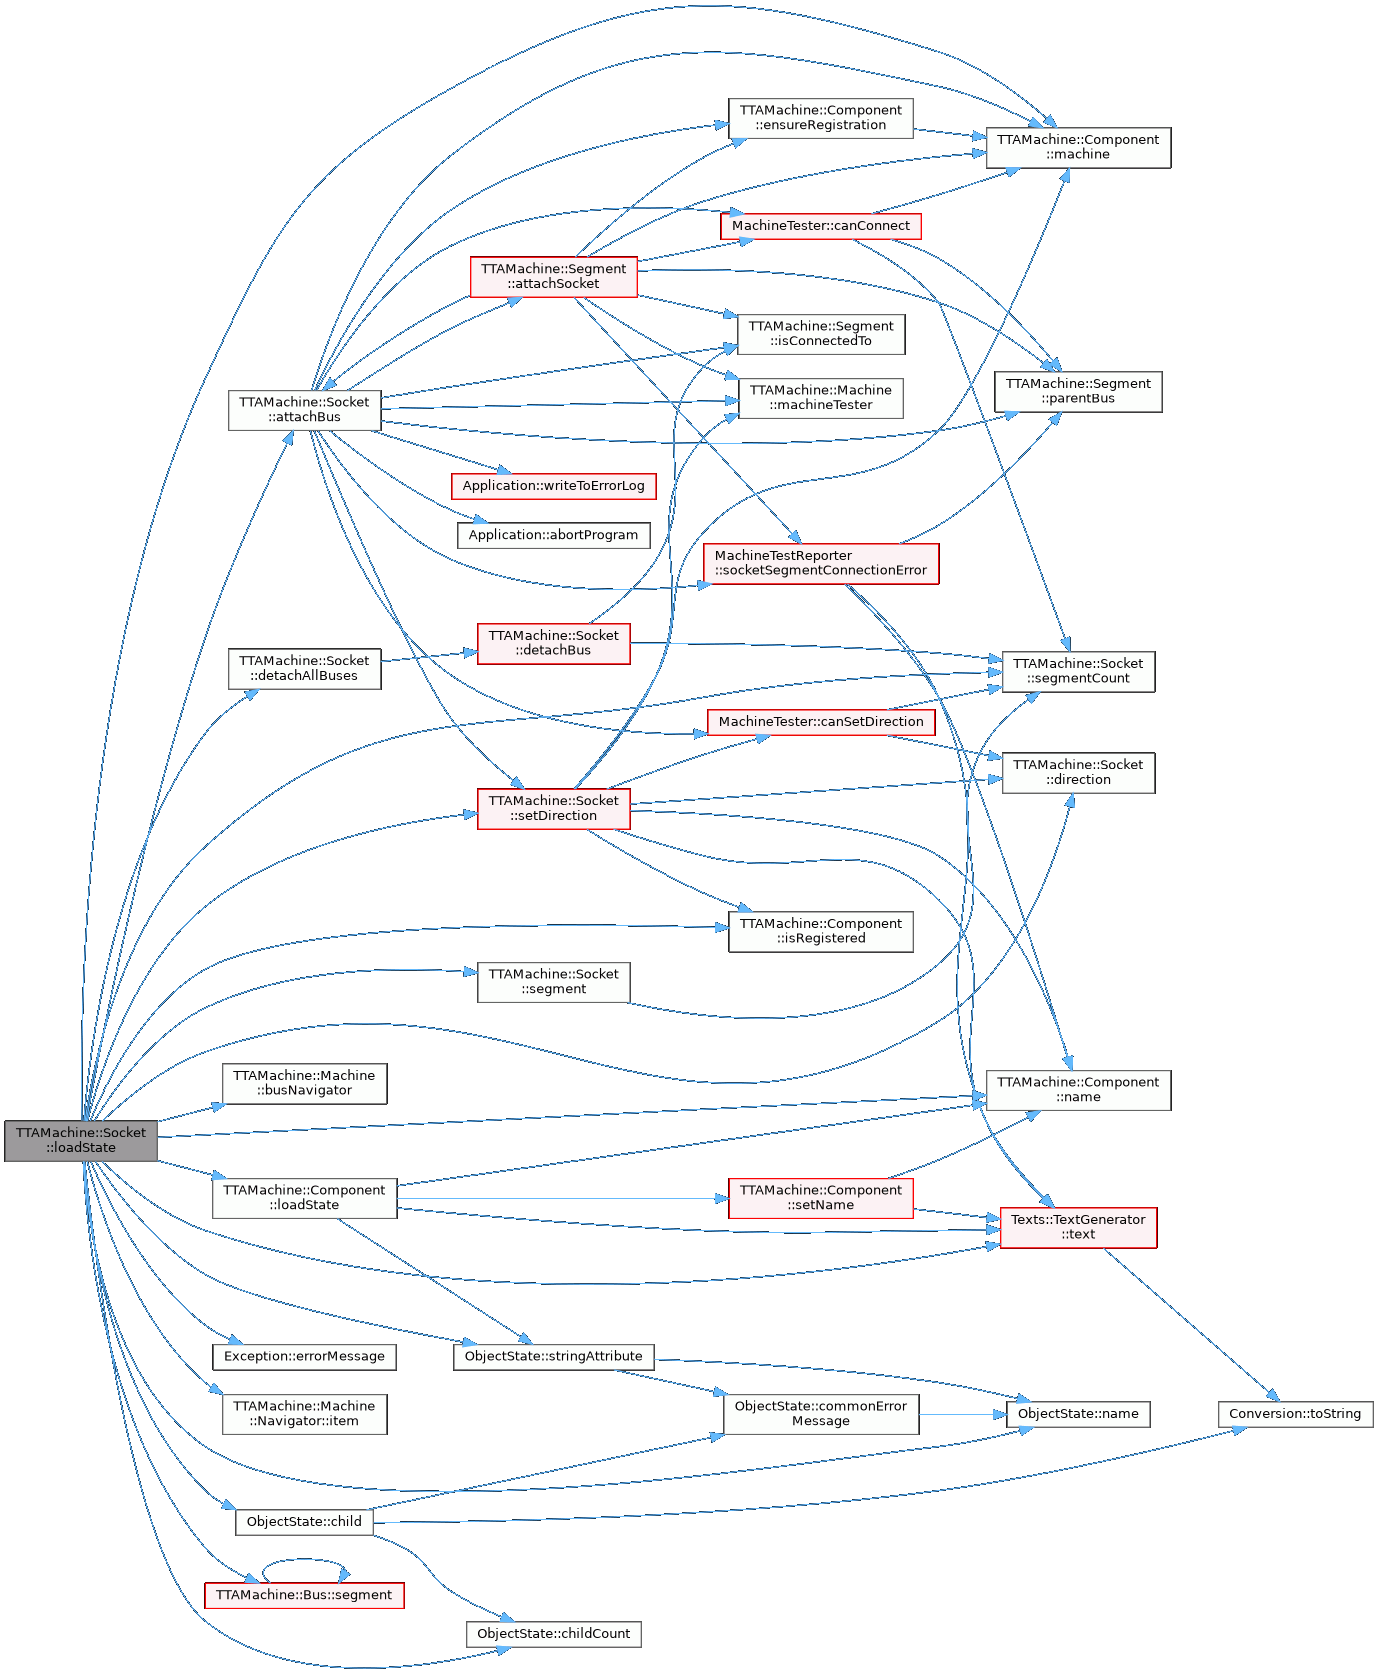 TTAMachine::Component
::ensureRegistration
TTAMachine::Component
::machine
MachineTester::canConnect
TTAMachine::Segment
::attachSocket
TTAMachine::Segment
::isConnectedTo
TTAMachine::Machine
::machineTester
TTAMachine::Segment
::parentBus
TTAMachine::Socket
::attachBus
Application::writeToErrorLog
Application::abortProgram
MachineTestReporter
::socketSegmentConnectionError
TTAMachine::Socket
::detachBus
TTAMachine::Socket
::detachAllBuses
TTAMachine::Socket
::segmentCount
MachineTester::canSetDirection
TTAMachine::Socket
::direction
TTAMachine::Socket
::setDirection
TTAMachine::Component
::isRegistered
TTAMachine::Socket
::segment
TTAMachine::Machine
::busNavigator
TTAMachine::Component
::name
TTAMachine::Socket
::loadState
TTAMachine::Component
::loadState
TTAMachine::Component
::setName
Texts::TextGenerator
::text
Exception::errorMessage
ObjectState::stringAttribute
TTAMachine::Machine
::Navigator::item
ObjectState::commonError
Message
ObjectState::name
Conversion::toString
ObjectState::child
TTAMachine::Bus::segment
ObjectState::childCount